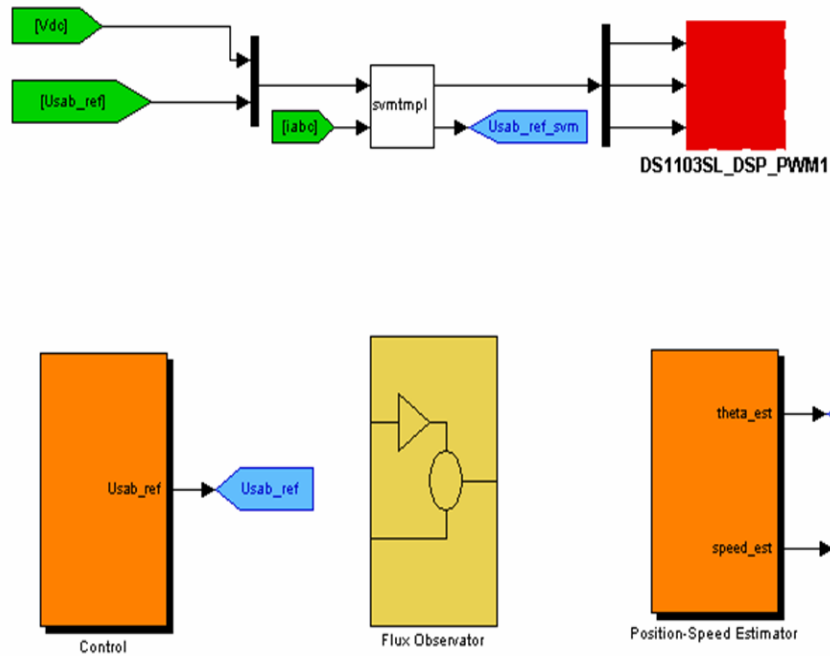 [Vdc]
[Usab_ref]
svmtmpl
[iabc]
Usab_ref_svm
DS1103SL_DSP_PWM1
theta_est
Usab_ref
Usab_ref
speed_est
Control
Flux Observator
Position-Speed Estimator